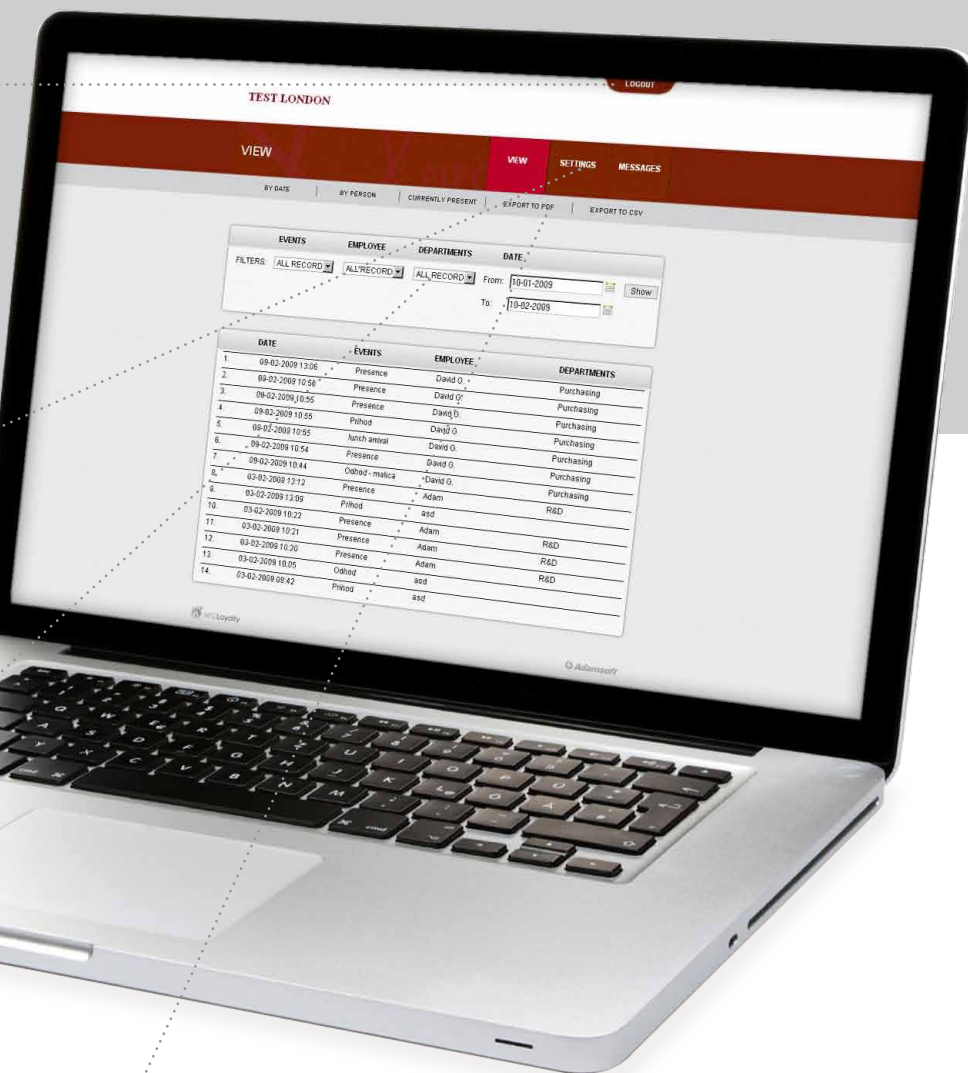 LOGOUT
TEST LONDON
VIEW
VIEW SETTINGS MESSAGES
BY DATE | BY PERSON | CURRENTLY PRESENT | EXPORT TO PDF | EXPORT TO CSV
EVENTS EMPLOYEE DEPARTMENTS DATE
FILTERS: ALL RECORD ALL RECORD ALL RECORD From: 10-01-2009 Show
To: 10-02-2009
DATE EVENTS EMPLOYEE DEPARTMENTS
1. 09-02-2009 13:06 Presence David G. Purchasing
2. 09-02-2009 10:56 Presence David G. Purchasing
3. 09-02-2009 10:55 Presence David G. Purchasing
4. 09-02-2009 10:55 Prihod David G. Purchasing
5. 09-02-2009 10:55 lunch arrival David G. Purchasing
6. 09-02-2009 10:54 Presence David G. Purchasing
7. 09-02-2009 10:44 Odhod - malica David G. Purchasing
8. 03-02-2009 13:12 Presence Adam R&D
9. 03-02-2009 13:09 Prihod asd
10. 03-02-2009 10:22 Presence Adam R&D
11. 03-02-2009 10:21 Presence Adam R&D
12. 03-02-2009 10:20 Presence Adam R&D
13. 03-02-2009 10:05 Odhod asd
14. 03-02-2009 08:42 Prihod asd
Loyalty
Adamsoft
Q W E R T Z U I O P Ü
A S D F G H J K L Ö Ä
Y X C V B N M
cmd cmd